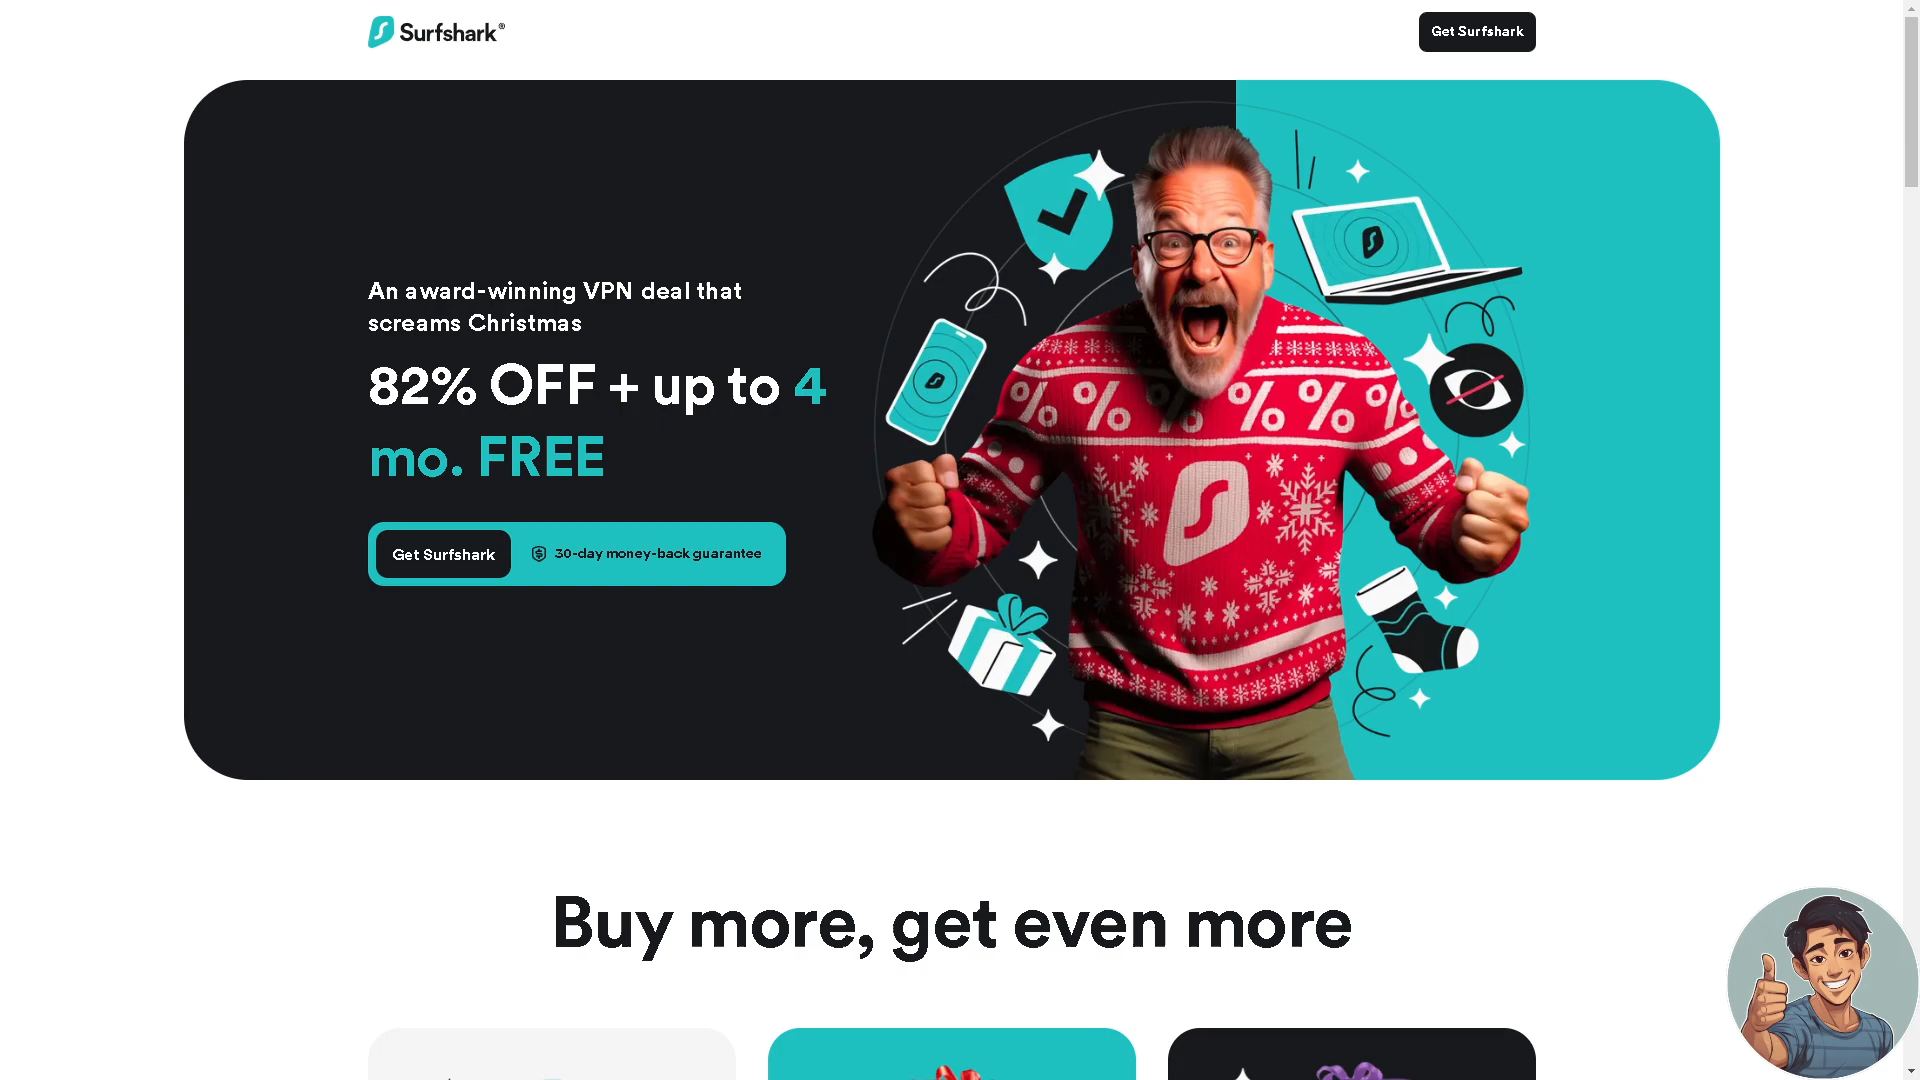 Surfshark®
Get Surfshark
An award-winning VPN deal that
screams Christmas
82% OFF + up to 4
mo. FREE
Get Surfshark
30-day money-back guarantee
Buy more, get even more